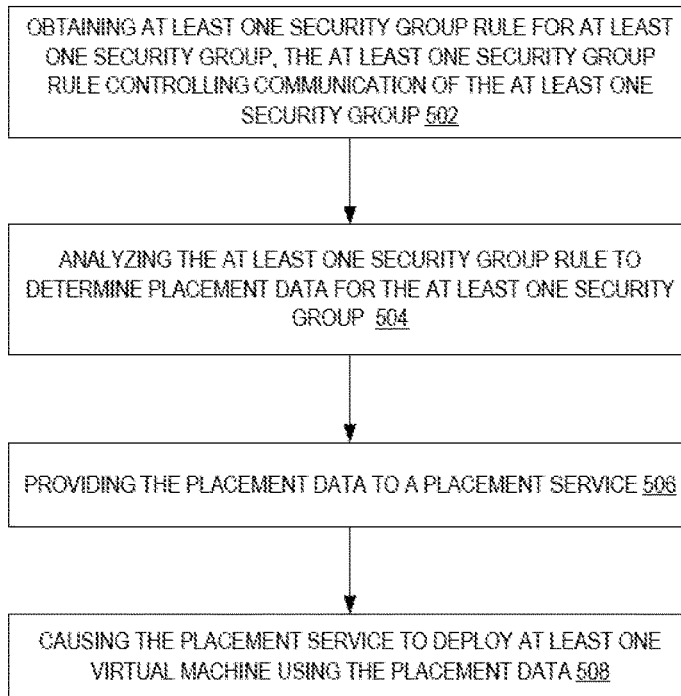 OBTAINING AT LEAST ONE SECURITY GROUP RULE FOR AT LEAST
ONE SECURITY GROUP, THE AT LEAST ONE SECURITY GROUP
RULE CONTROLLING COMMUNICATION OF THE AT LEAST ONE
SECURITY GROUP 502
ANALYZING THE AT LEAST ONE SECURITY GROUP RULE TO
DETERMINE PLACEMENT DATA FOR THE AT LEAST ONE SECURITY
GROUP 504
PROVIDING THE PLACEMENT DATA TO A PLACEMENT SERVICE 506
CAUSING THE PLACEMENT SERVICE TO DEPLOY AT LEAST ONE
VIRTUAL MACHINE USING THE PLACEMENT DATA 508